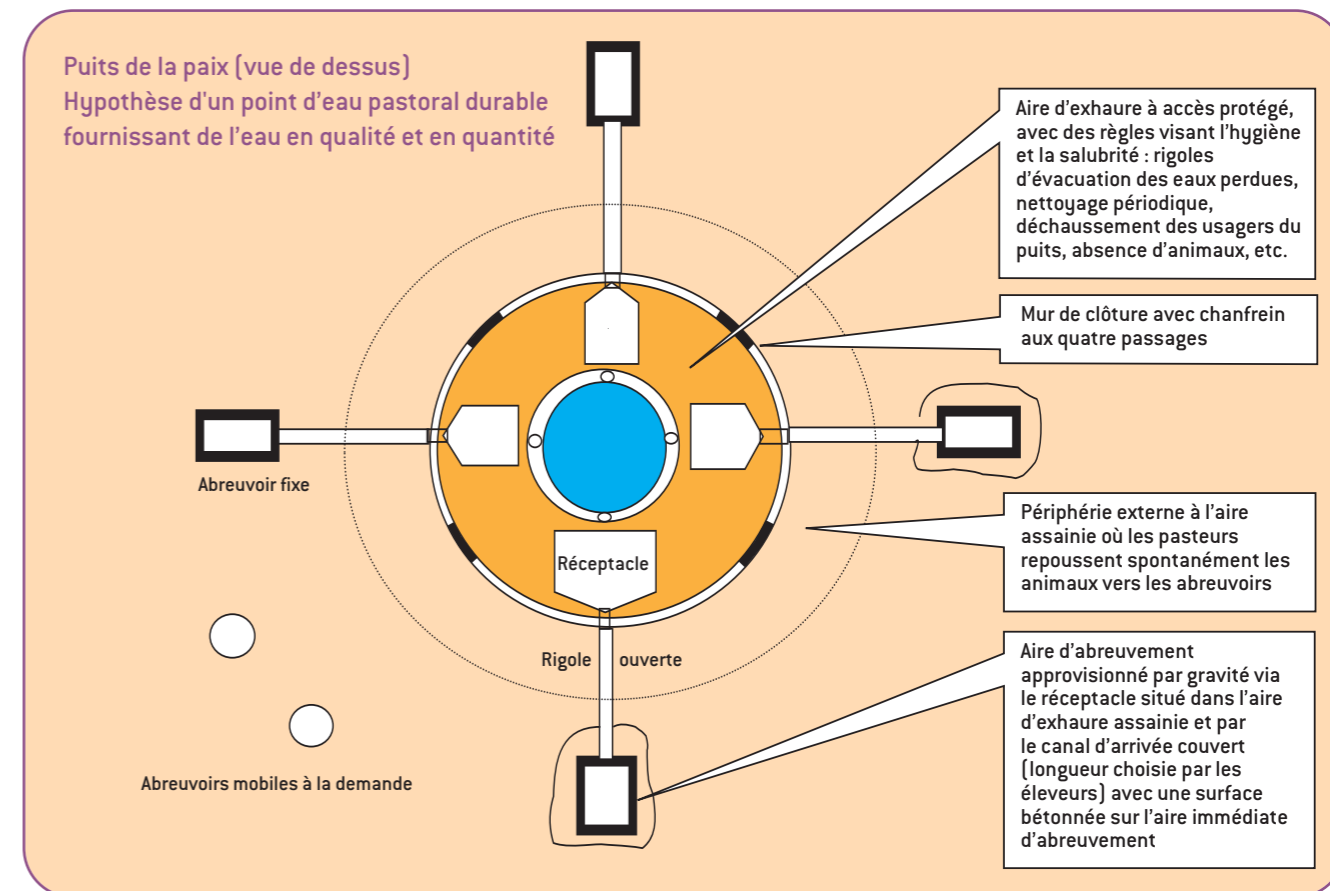 Puits de la paix (vue de dessus)
Hypothèse d'un point d’eau pastoral durable
fournissant de l’eau en qualité et en quantité
Aire d’exhaure à accès protégé,
avec des règles visant l’hygiène
et la salubrité : rigoles
d’évacuation des eaux perdues,
nettoyage périodique,
déchaussement des usagers du
puits, absence d’animaux, etc.
Mur de clôture avec chanfrein
aux quatre passages
Abreuvoir fixe
Périphérie externe à l’aire
assainie où les pasteurs
repoussent spontanément les
animaux vers les abreuvoirs
Réceptacle
Rigole ouverte
Abreuvoirs mobiles à la demande
Aire d’abreuvement
approvisionné par gravité via
le réceptacle situé dans l’aire
d’exhaure assainie et par
le canal d’arrivée couvert
(longueur choisie par les
éleveurs) avec une surface
bétonnée sur l’aire immédiate
d’abreuvement